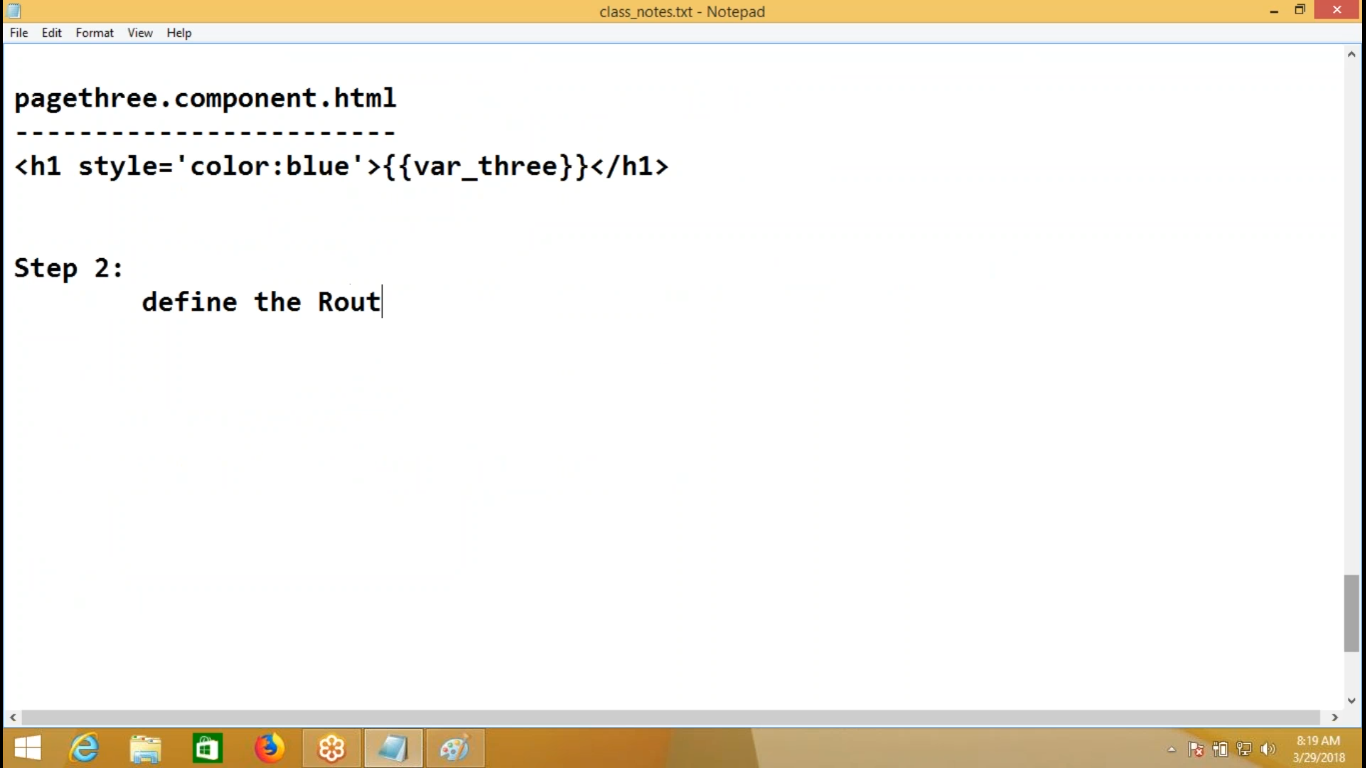 class_notes.txt - Notepad
File Edit Format View Help
pagethree.component.html
------------------------
<h1 style='color:blue'>{{var_three}}</h1>
Step 2:
define the Rout
8:19 AM
3/29/2018